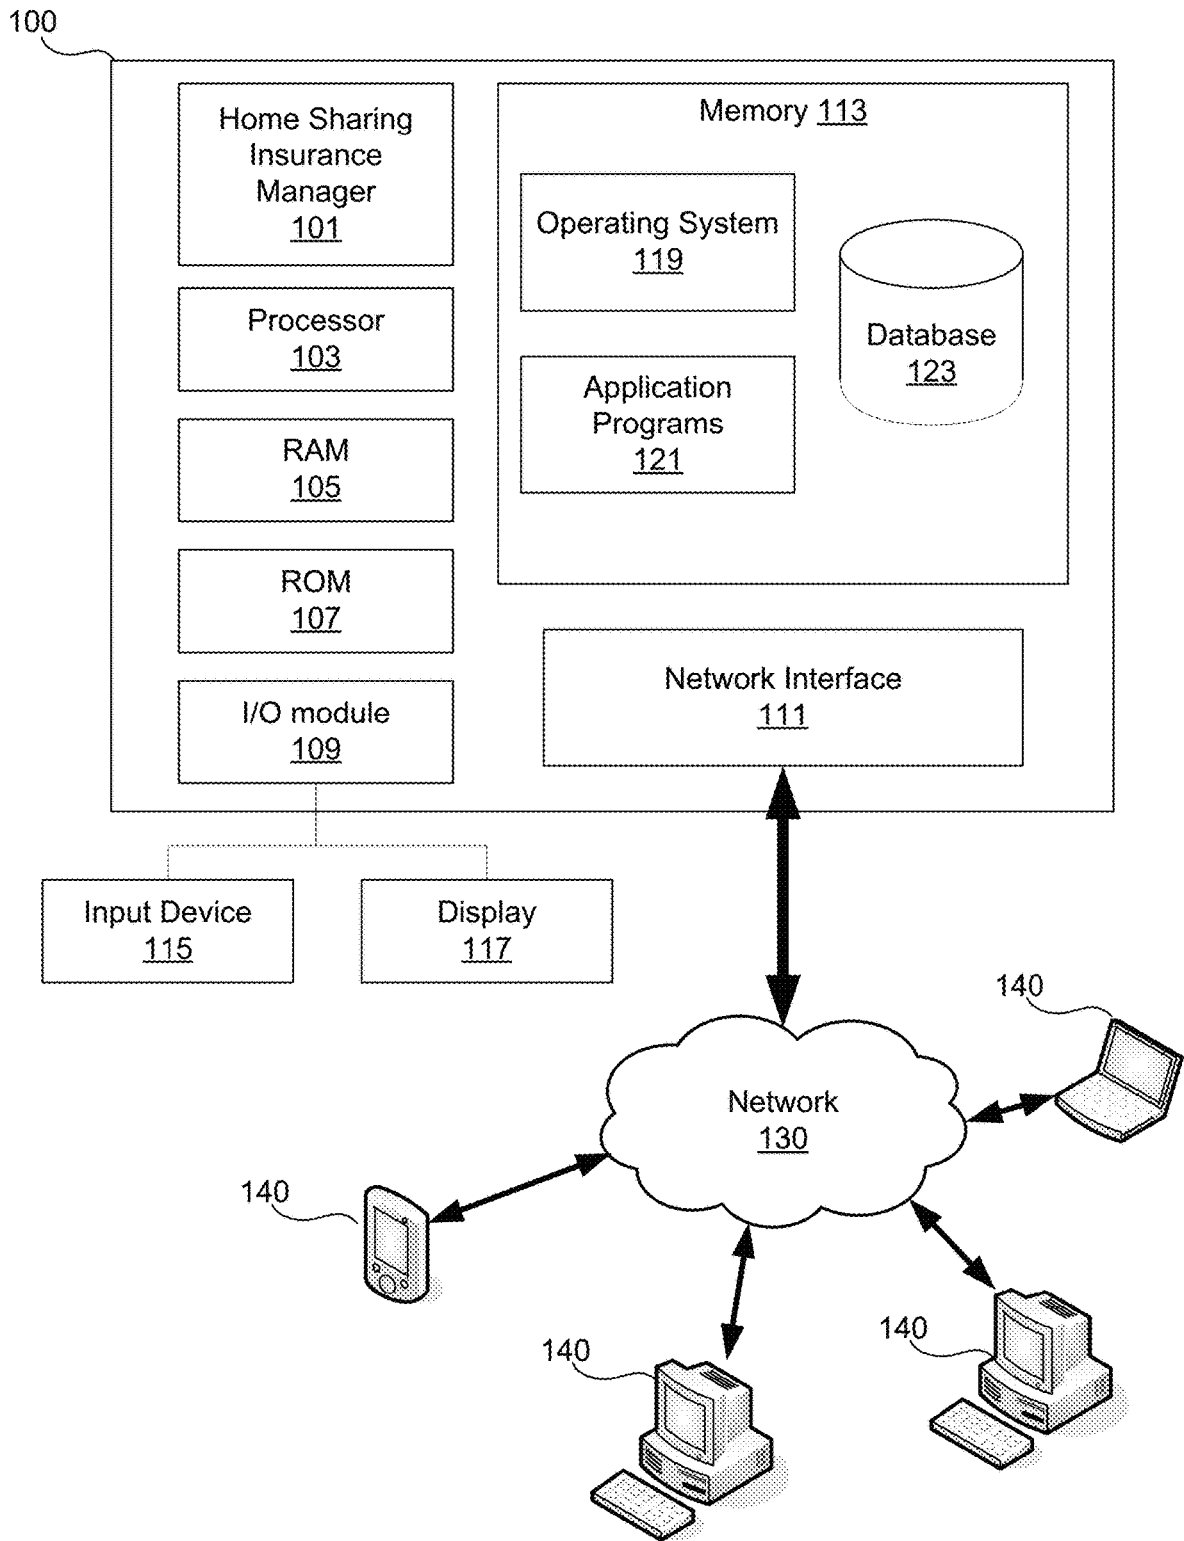 100
Home Sharing
Insurance
Manager
101
Processor
103
RAM
105
ROM
107
I/O module
109
Memory 113
Operating System
119
Application
Programs
121
Database
123
Network Interface
111
Input Device
115
Display
117
Network
130
140
140
140
140